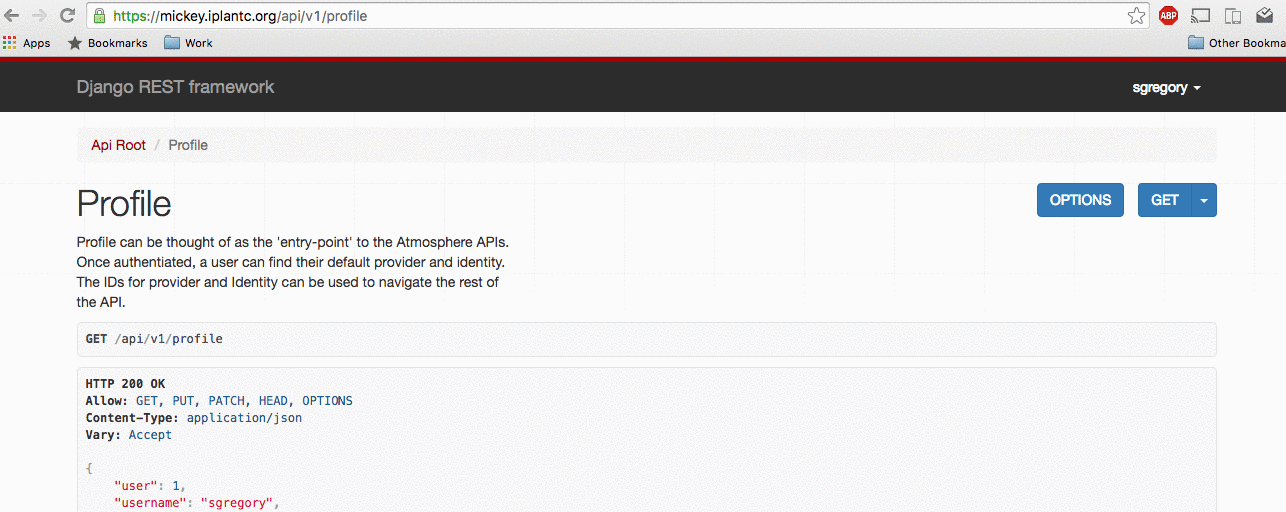 https://mickey.iplantc.org/api/v1/profile
ABP
Apps Bookmarks Work Other Bookma
Django REST framework sgregory
Api Root / Profile
Profile OPTIONS GET
Profile can be thought of as the 'entry-point' to the Atmosphere APIs.
Once authentiated, a user can find their default provider and identity.
The IDs for provider and Identity can be used to navigate the rest of
the API.
GET /api/v1/profile
HTTP 200 OK
Allow: GET, PUT, PATCH, HEAD, OPTIONS
Content-Type: application/json
Vary: Accept
{
"user": 1,
"username": "sgregory",